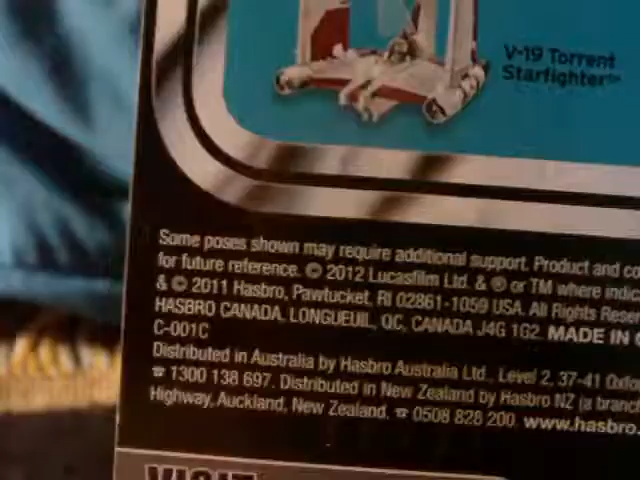 V-19 Torrent
Starfighter™
Some poses shown may require additional support. Product and co
for future reference. © 2012 Lucasfilm Ltd. & ® or TM where indic
& © 2011 Hasbro, Pawtucket, RI 02861-1059 USA. All Rights Reser
HASBRO CANADA, LONGUEUIL, QC, CANADA J4G 1G2. MADE IN C
C-001C
Distributed in Australia by Hasbro Australia Ltd., Level 2, 37-41 Oxfo
☎ 1300 138 697. Distributed in New Zealand by Hasbro NZ (a branc
Highway, Auckland, New Zealand. ☎ 0508 828 200. www.hasbro.
VISIT